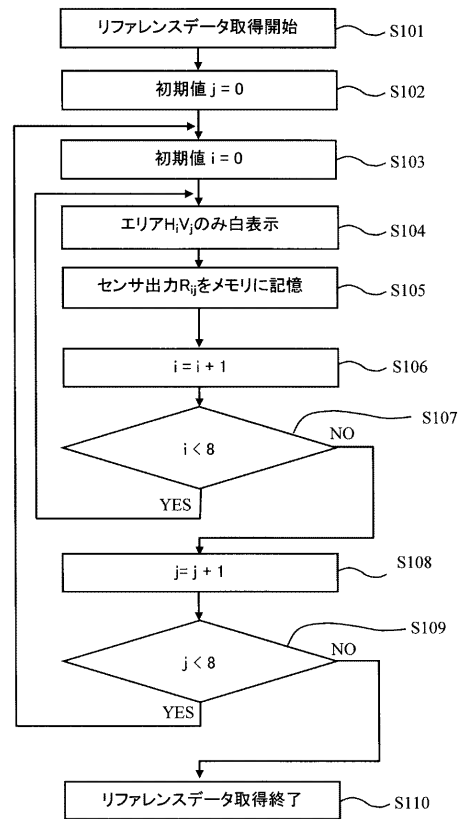 リファレンスデータ取得開始 S101
初期値 j = 0 S102
初期値 i = 0 S103
エリアHiVjのみ白表示 S104
センサ出力Rijをメモリに記憶 S105
i = i + 1 S106
i < 8 S107
NO
YES
j= j + 1 S108
j < 8 S109
NO
YES
リファレンスデータ取得終了 S110